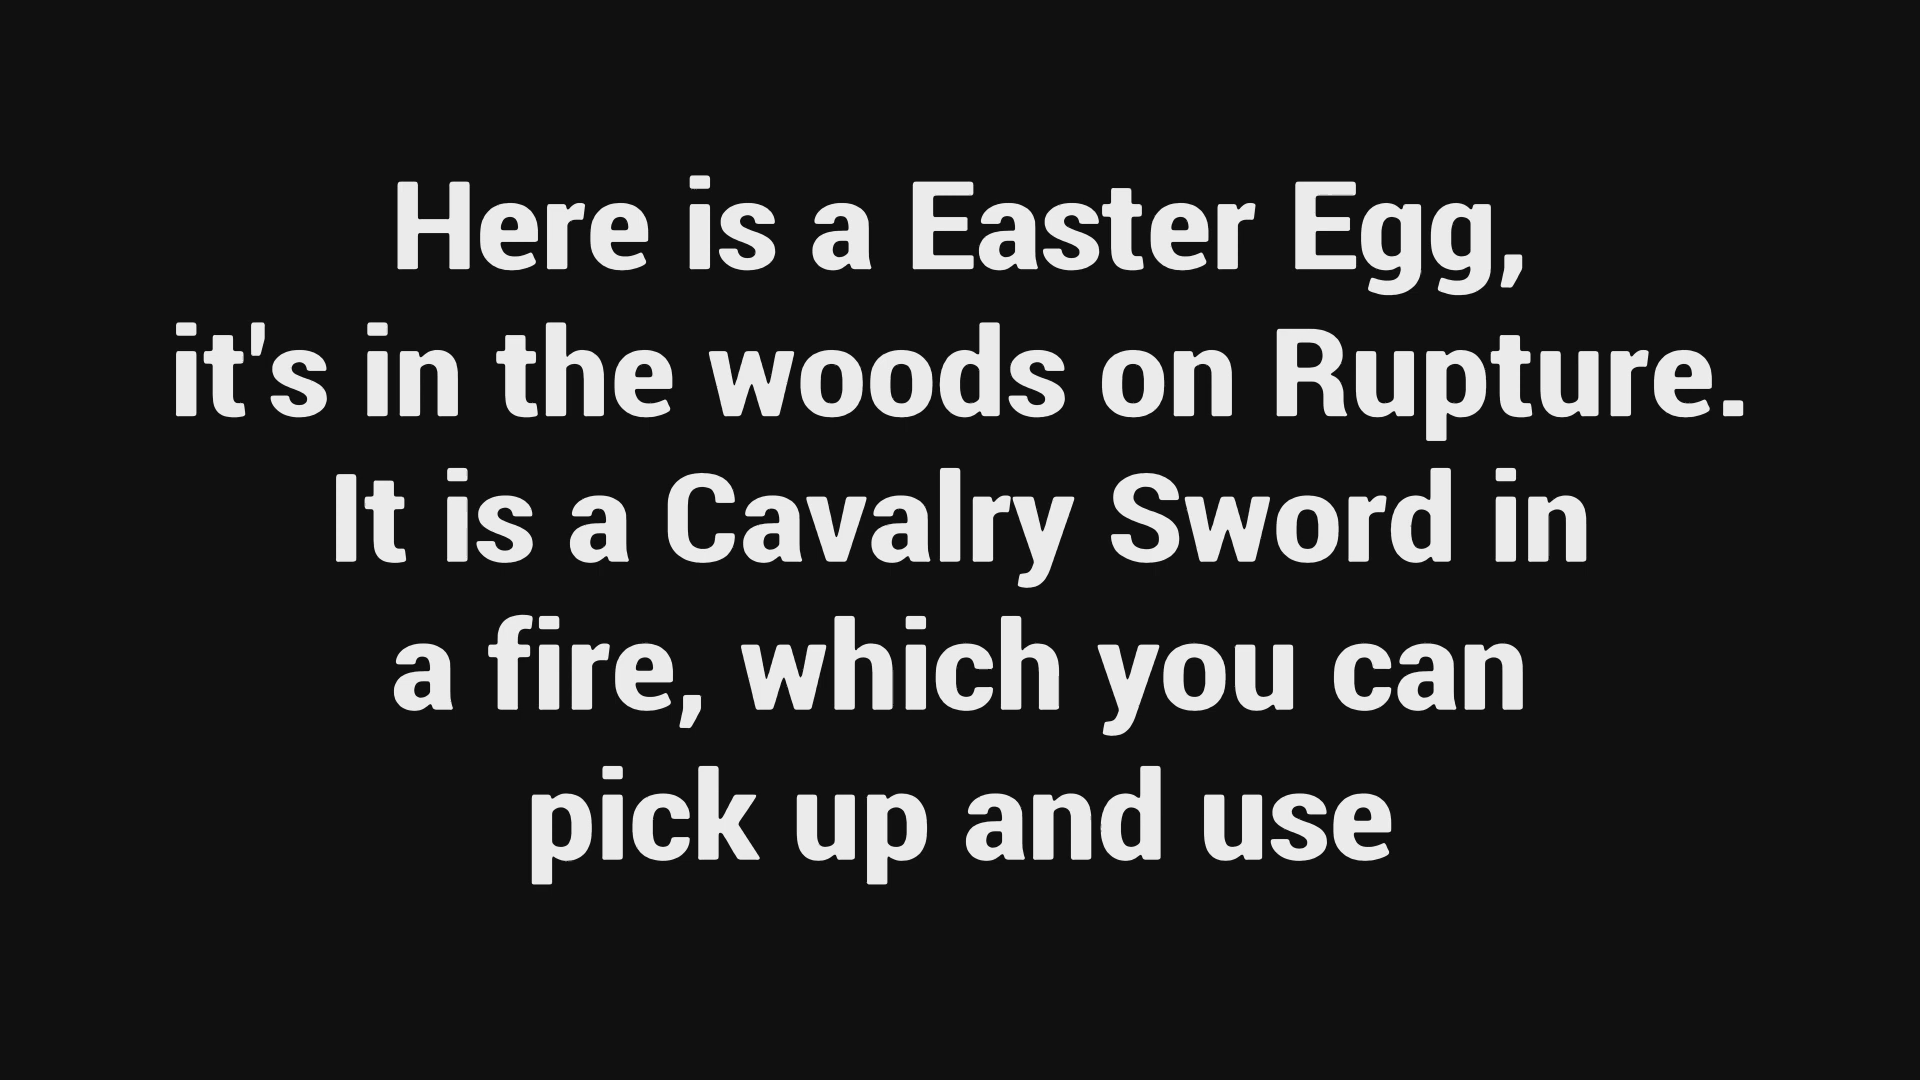 Here is a Easter Egg,
it's in the woods on Rupture.
It is a Cavalry Sword in
a fire, which you can
pick up and use